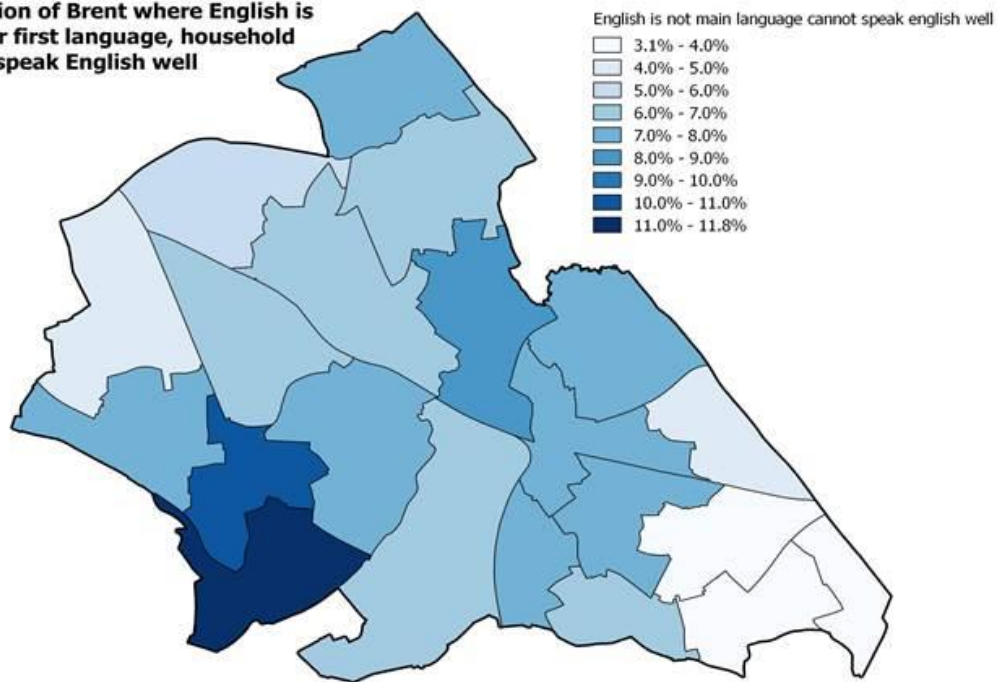 ion of Brent where English is
r first language, household
speak English well
English is not main language cannot speak english well
3.1% - 4.0%
4.0% - 5.0%
5.0% - 6.0%
6.0% - 7.0%
7.0% - 8.0%
8.0% - 9.0%
9.0% - 10.0%
10.0% - 11.0%
11.0% - 11.8%